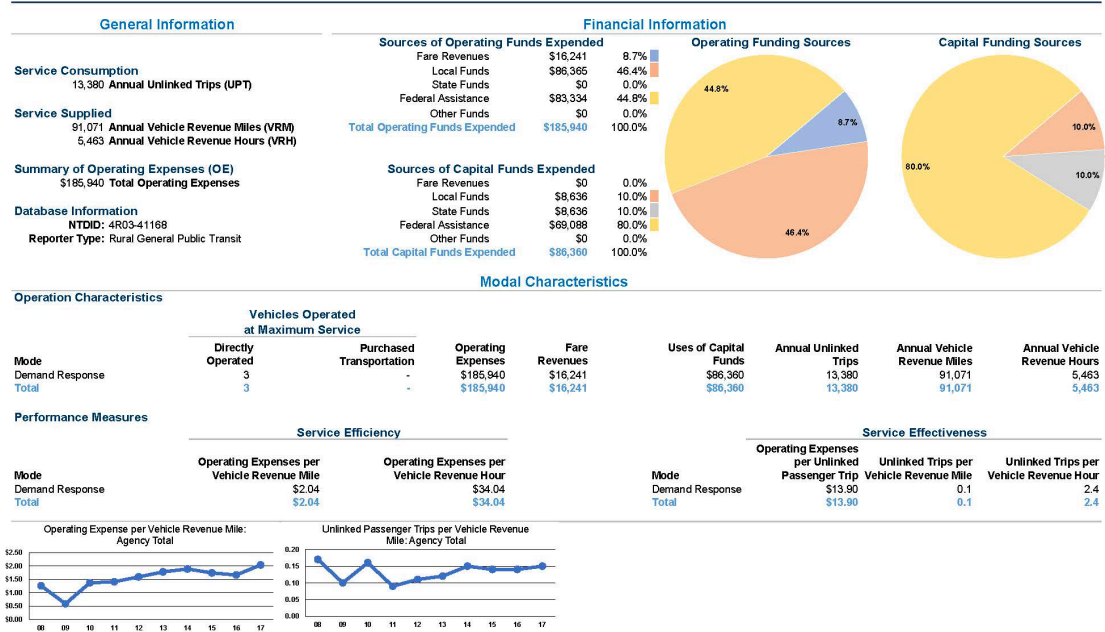 General Information
Financial Information
Service Consumption
13,380 Annual Unlinked Trips (UPT)
Service Supplied
91,071 Annual Vehicle Revenue Miles (VRM)
5,463 Annual Vehicle Revenue Hours (VRH)
Summary of Operating Expenses (OE)
$185,940 Total Operating Expenses
Database Information
NTDID: 4R03-41168
Reporter Type: Rural General Public Transit
Sources of Operating Funds Expended
Fare Revenues $16,241 8.7%
Local Funds $86,365 46.4%
State Funds $0 0.0%
Federal Assistance $83,334 44.8%
Other Funds $0 0.0%
Total Operating Funds Expended $185,940 100.0%
Sources of Capital Funds Expended
Fare Revenues $0 0.0%
Local Funds $8,636 10.0%
State Funds $8,636 10.0%
Federal Assistance $69,088 80.0%
Other Funds $0 0.0%
Total Capital Funds Expended $86,360 100.0%
Operating Funding Sources
44.8%
8.7%
46.4%
Capital Funding Sources
10.0%
80.0%
10.0%
Modal Characteristics
Operation Characteristics
Vehicles Operated
at Maximum Service
Directly Purchased Operating Fare Uses of Capital Annual Unlinked Annual Vehicle Annual Vehicle
Mode Operated Transportation Expenses Revenues Funds Trips Revenue Miles Revenue Hours
Demand Response 3 - $185,940 $16,241 $86,360 13,380 91,071 5,463
Total 3 - $185,940 $16,241 $86,360 13,380 91,071 5,463
Performance Measures
Service Efficiency
Operating Expenses per Operating Expenses per
Mode Vehicle Revenue Mile Vehicle Revenue Hour
Demand Response $2.04 $34.04
Total $2.04 $34.04
Service Effectiveness
Operating Expenses
per Unlinked Unlinked Trips per Unlinked Trips per
Mode Passenger Trip Vehicle Revenue Mile Vehicle Revenue Hour
Demand Response $13.90 0.1 2.4
Total $13.90 0.1 2.4
Operating Expense per Vehicle Revenue Mile:
Agency Total
$2.50
$2.00
$1.50
$1.00
$0.50
$0.00
08 09 10 11 12 13 14 15 16 17
Unlinked Passenger Trips per Vehicle Revenue
Mile: Agency Total
0.20
0.15
0.10
0.05
0.00
08 09 10 11 12 13 14 15 16 17